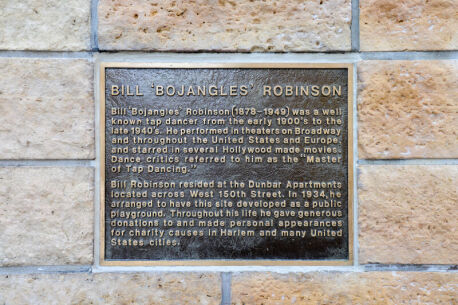 BILL 'BOJANGLES' ROBINSON
Bill 'Bojangles' Robinson (1878-1949) was a well
known tap dancer from the early 1900's to the
late 1940's. He performed in theaters on Broadway
and throughout the United States and Europe,
and starred in several Hollywood made movies.
Dance critics referred to him as the "Master
of Tap Dancing."
Bill Robinson resided at the Dunbar Apartments
located across West 150th Street. In 1934, he
arranged to have this site developed as a public
playground. Throughout his life he gave generous
donations to and made personal appearances
for charity causes in Harlem and many United
States cities.